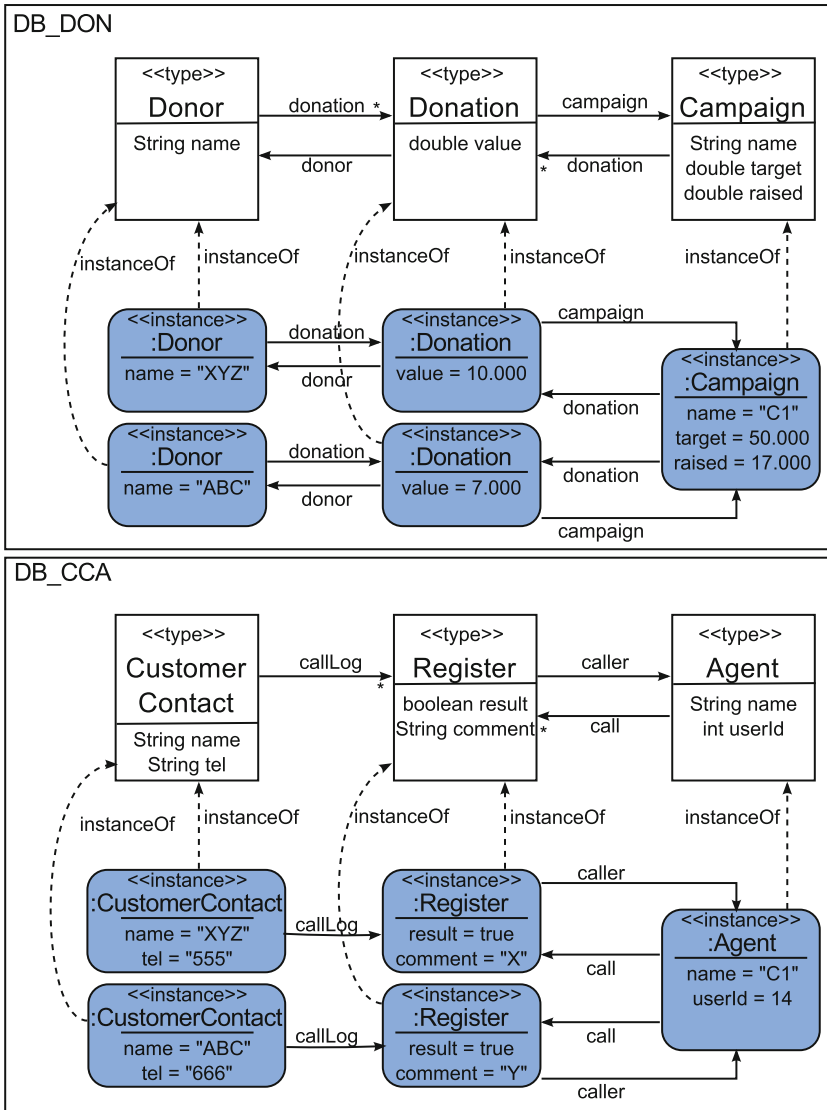 DB_DON
<<type>>
Donor
String name
donation *
donor
<<type>>
Donation
double value
campaign
*
donation
<<type>>
Campaign
String name
double target
double raised
instanceOf
instanceOf
instanceOf
instanceOf
instanceOf
<<instance>>
:Donor
name = "XYZ"
donation
donor
<<instance>>
:Donation
value = 10.000
campaign
donation
<<instance>>
:Campaign
name = "C1"
target = 50.000
raised = 17.000
<<instance>>
:Donor
name = "ABC"
donation
donor
<<instance>>
:Donation
value = 7.000
donation
campaign
DB_CCA
<<type>>
Customer
Contact
String name
String tel
callLog
*
<<type>>
Register
boolean result
String comment
caller
*
call
<<type>>
Agent
String name
int userId
instanceOf
instanceOf
instanceOf
instanceOf
instanceOf
<<instance>>
:CustomerContact
name = "XYZ"
tel = "555"
callLog
<<instance>>
:Register
result = true
comment = "X"
caller
call
<<instance>>
:Agent
name = "C1"
userId = 14
<<instance>>
:CustomerContact
name = "ABC"
tel = "666"
callLog
<<instance>>
:Register
result = true
comment = "Y"
call
caller